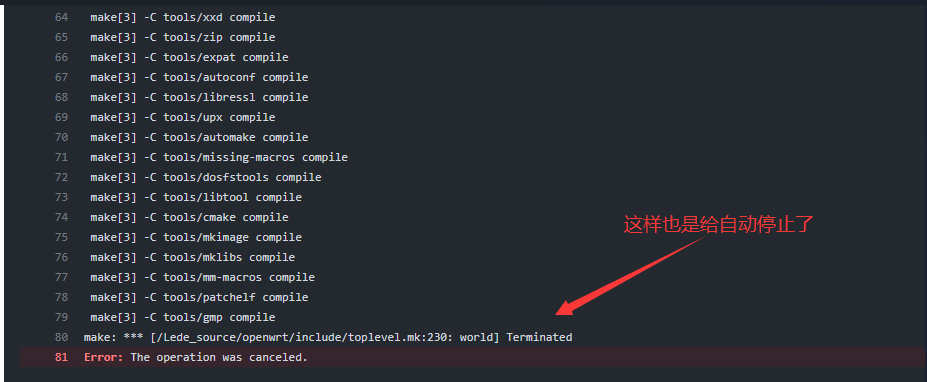 64 make[3] -C tools/xxd compile
65 make[3] -C tools/zip compile
66 make[3] -C tools/expat compile
67 make[3] -C tools/autoconf compile
68 make[3] -C tools/libressl compile
69 make[3] -C tools/upx compile
70 make[3] -C tools/automake compile
71 make[3] -C tools/missing-macros compile
72 make[3] -C tools/dosfstools compile
73 make[3] -C tools/libtool compile
74 make[3] -C tools/cmake compile
这样也是给自动停止了
75 make[3] -C tools/mkimage compile
76 make[3] -C tools/mklibs compile
77 make[3] -C tools/mm-macros compile
78 make[3] -C tools/patchelf compile
79 make[3] -C tools/gmp compile
80 make: *** [/Lede_source/openwrt/include/toplevel.mk:230: world] Terminated
81 Error: The operation was canceled.